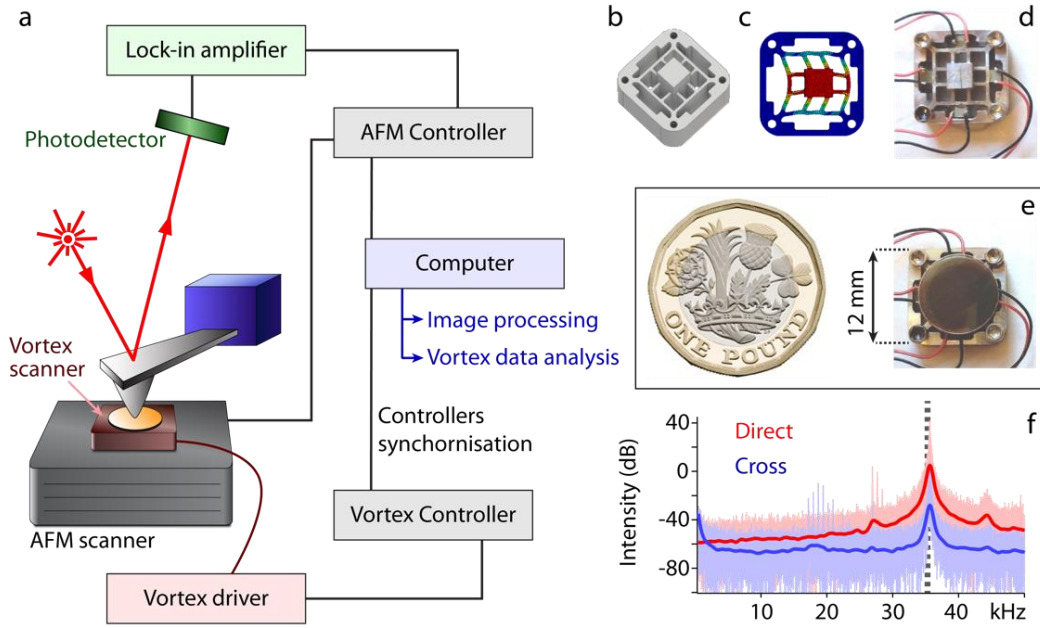 a
Lock-in amplifier
Photodetector
AFM Controller
Computer
Image processing
Vortex data analysis
Vortex
scanner
Controllers
synchornisation
AFM scanner
Vortex Controller
Vortex driver
b
c
d
e
ONE POUND
12 mm
f
Direct
Cross
Intensity (dB)
40
0
-40
-80
10
20
30
40
kHz